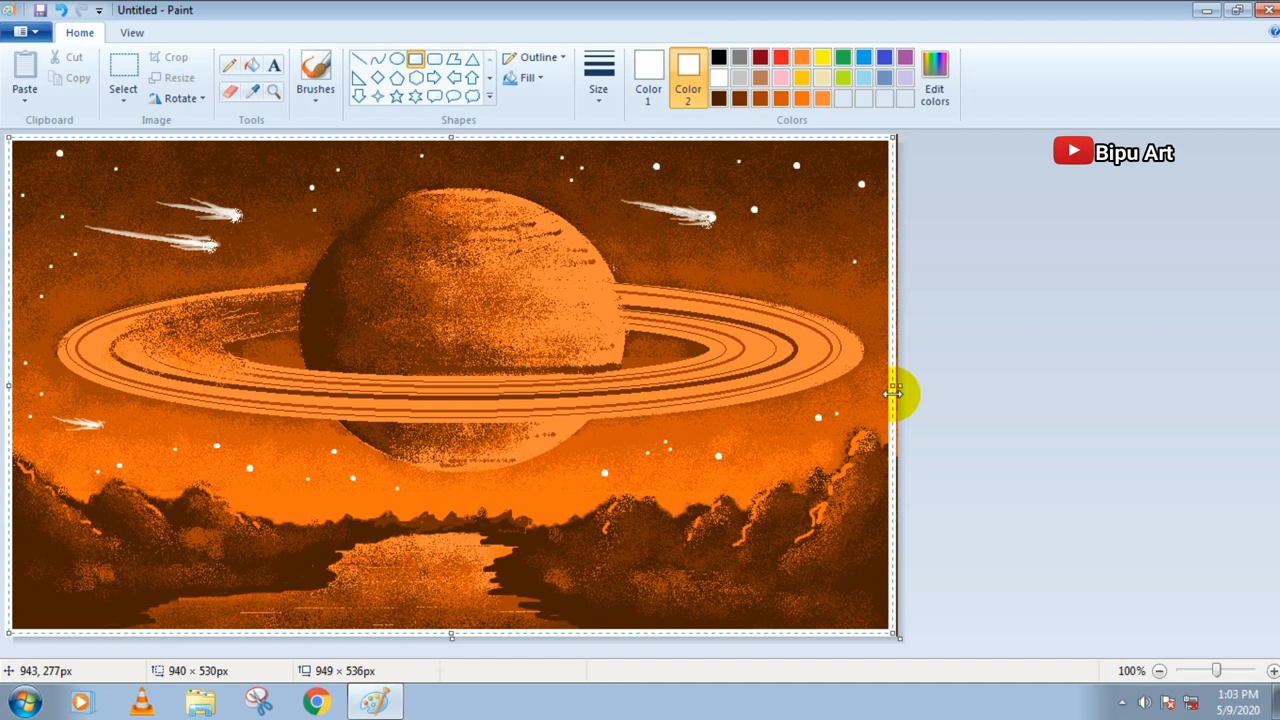 Untitled - Paint
Home
View
Paste
Cut
Copy
Clipboard
Select
Crop
Resize
Rotate
Image
A
Tools
Brushes
Shapes
Outline
Fill
Size
Color
1
Color
2
Edit
colors
Colors
Bipu Art
943, 277px
940 × 530px
949 × 536px
100%
1:03 PM
5/9/2020